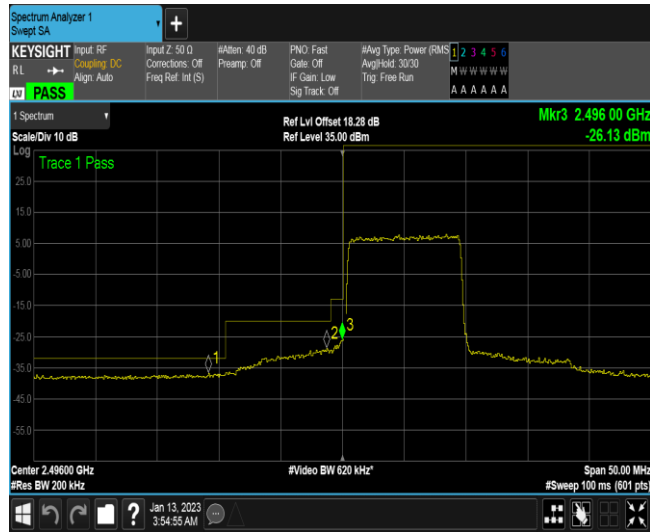 Spectrum Analyzer 1
Swept SA
+
KEYSIGHT
RL
LXI PASS
Input: RF
Coupling: DC
Align: Auto
Input Z: 50 Ω
Corrections: Off
Freq Ref: Int (S)
#Atten: 40 dB
Preamp: Off
PNO: Fast
Gate: Off
IF Gain: Low
Sig Track: Off
#Avg Type: Power (RMS
Avg|Hold: 30/30
Trig: Free Run
1 2 3 4 5 6
M W W W W W
A A A A A A
1 Spectrum
Scale/Div 10 dB
Ref Lvl Offset 18.28 dB
Ref Level 35.00 dBm
Mkr3 2.496 00 GHz
-26.13 dBm
Log
Trace 1 Pass
25.0
15.0
5.00
-5.00
-15.0
-25.0
-35.0
-45.0
-55.0
1
2
3
Center 2.49600 GHz
#Res BW 200 kHz
#Video BW 620 kHz*
Span 50.00 MHz
#Sweep 100 ms (601 pts)
?
Jan 13, 2023
3:54:55 AM